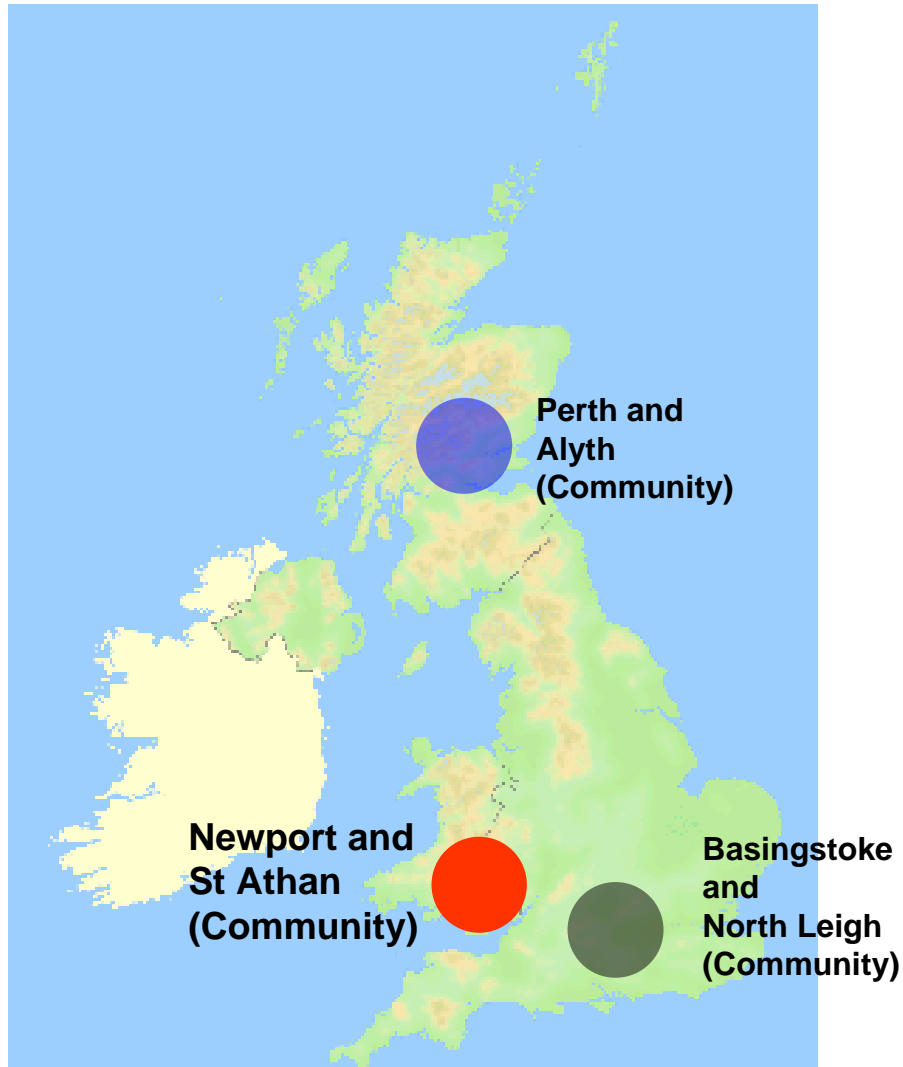 Perth and
Alyth
(Community)
Newport and
St Athan
(Community)
Basingstoke
and
North Leigh
(Community)